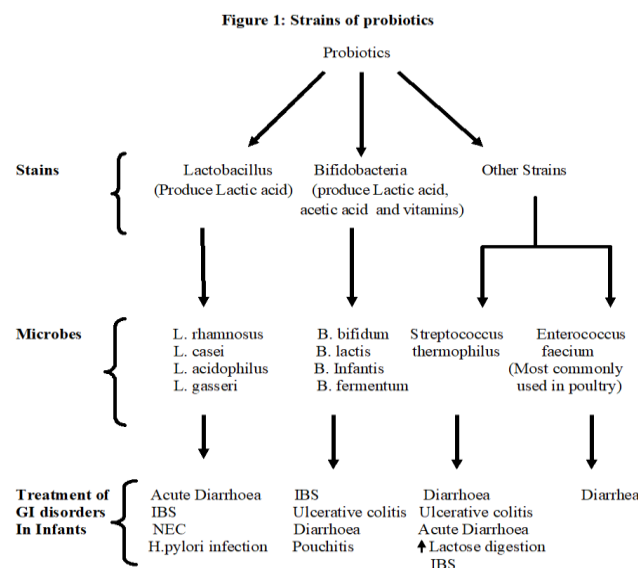 Figure 1: Strains of probiotics
Probiotics
Stains
Lactobacillus
(Produce Lactic acid)
Bifidobacteria
(produce Lactic acid,
acetic acid and vitamins)
Other Strains
Microbes
L. rhamnosus
L. casei
L. acidophilus
L. gasseri
B. bifidum
B. lactis
B. Infantis
B. fermentum
Streptococcus
thermophilus
Enterococcus
faecium
(Most commonly
used in poultry)
Treatment of
GI disorders
In Infants
Acute Diarrhoea
IBS
NEC
H.pylori infection
IBS
Ulcerative colitis
Diarrhoea
Pouchitis
Diarrhoea
Ulcerative colitis
Acute Diarrhoea
↑ Lactose digestion
IBS
Diarrhea